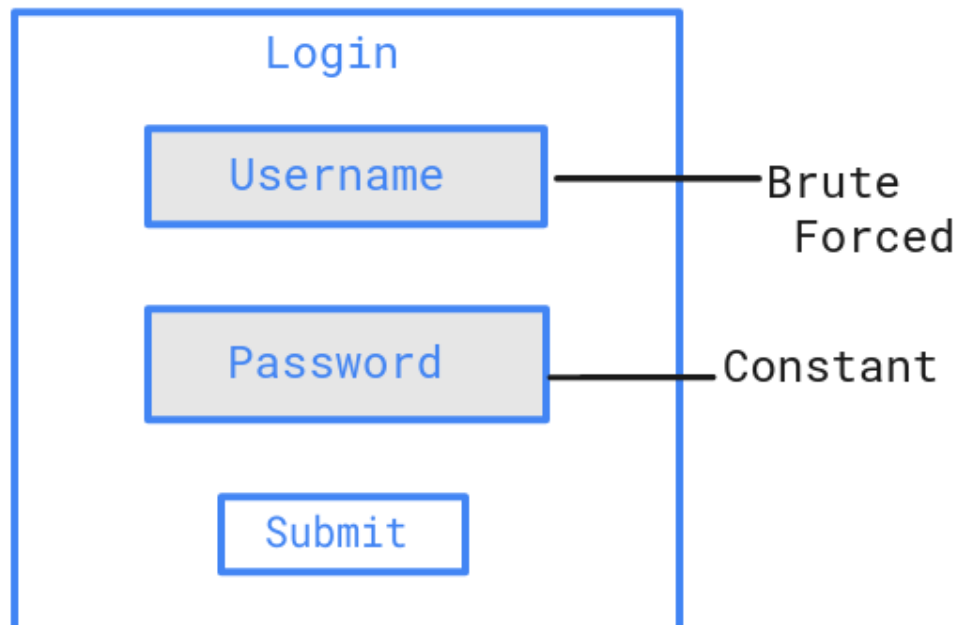 Login
Username
Brute
Forced
Password
Constant
Submit